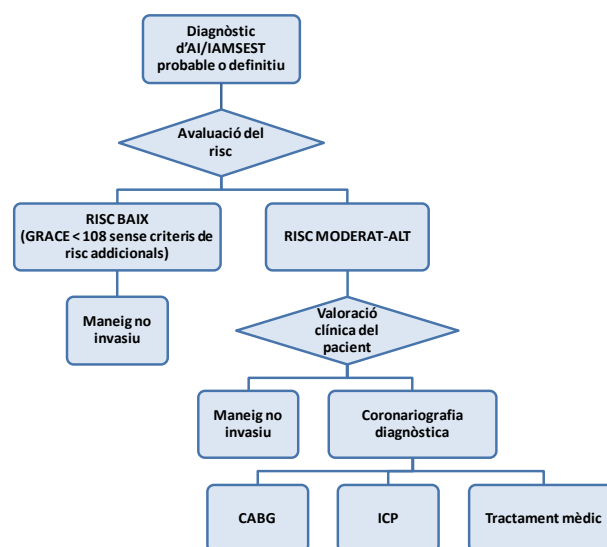 Diagnòstic
d'AI/IAMSEST
probable o definitiu
Avaluació del
risc
RISC BAIX
(GRACE < 108 sense criteris de
risc addicionals)
RISC MODERAT-ALT
Maneig no
invasiu
Valoració
clínica del
pacient
Maneig no
invasiu
Coronariografia
diagnòstica
CABG
ICP
Tractament mèdic